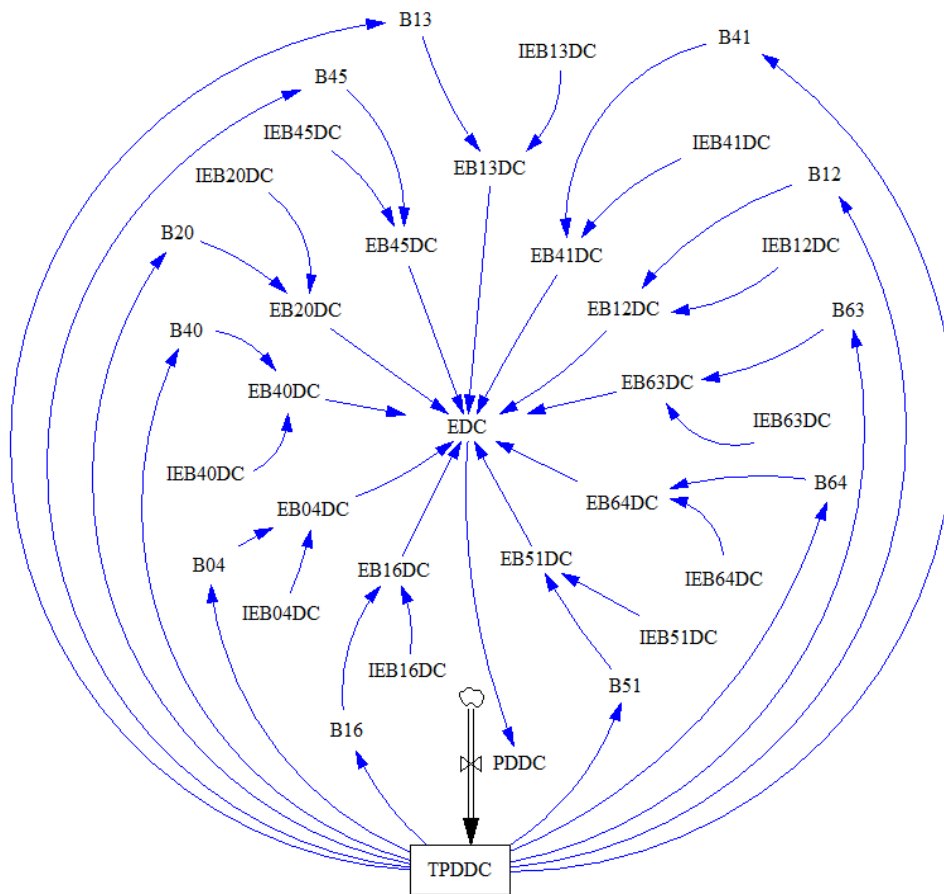 B13
B41
IEB13DC
B45
IEB45DC
IEB41DC
EB13DC
IEB20DC
B12
B20
EB45DC
EB41DC
IEB12DC
EB20DC
EB12DC
B63
B40
EB40DC
EB63DC
IEB63DC
EDC
IEB40DC
B64
EB04DC
EB64DC
B04
EB16DC
EB51DC
IEB64DC
IEB04DC
IEB51DC
IEB16DC
B51
B16
PDDC
TPDDC